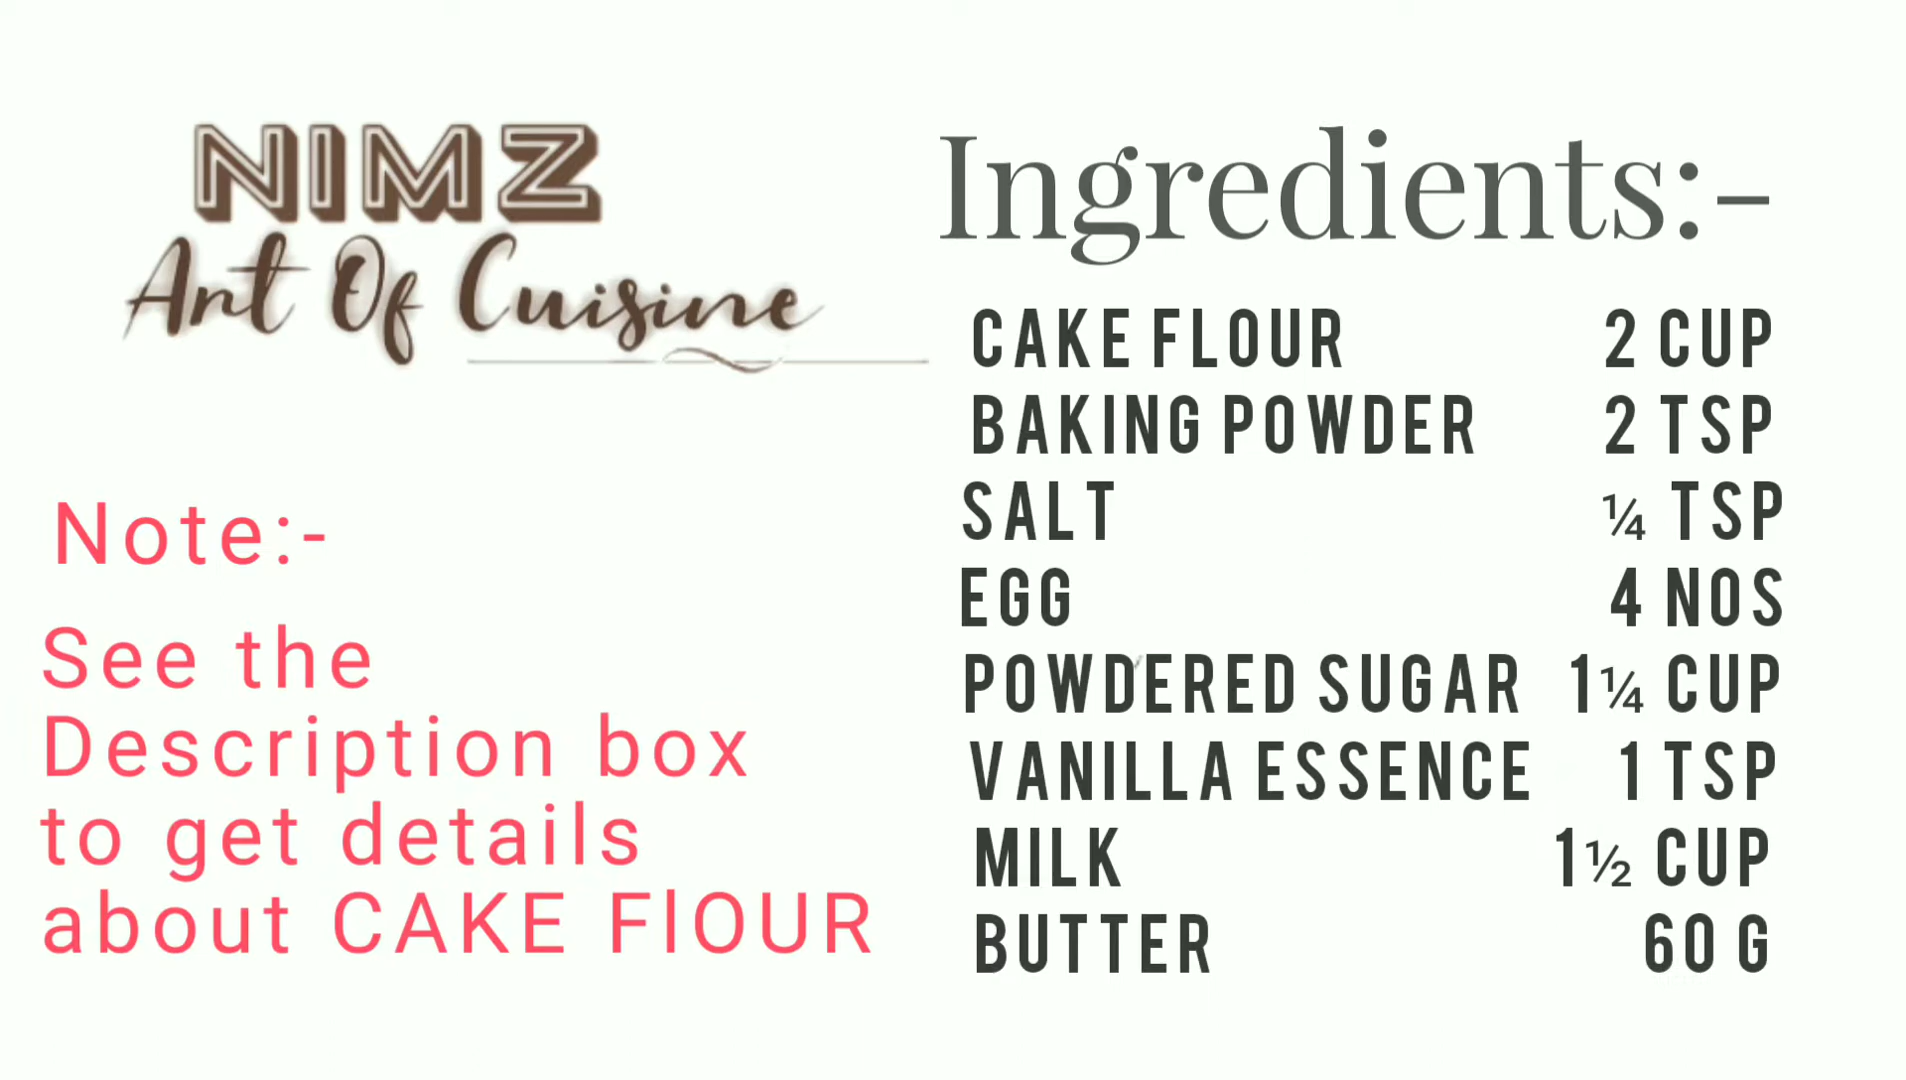 NIMZ
Art Of Cuisine
Note:-
See the
Description box
to get details
about CAKE FlOUR
Ingredients:-
CAKE FLOUR 2 CUP
BAKING POWDER 2 TSP
SALT ¼ TSP
EGG 4 NOS
POWDERED SUGAR 1¼ CUP
VANILLA ESSENCE 1 TSP
MILK 1½ CUP
BUTTER 60 G